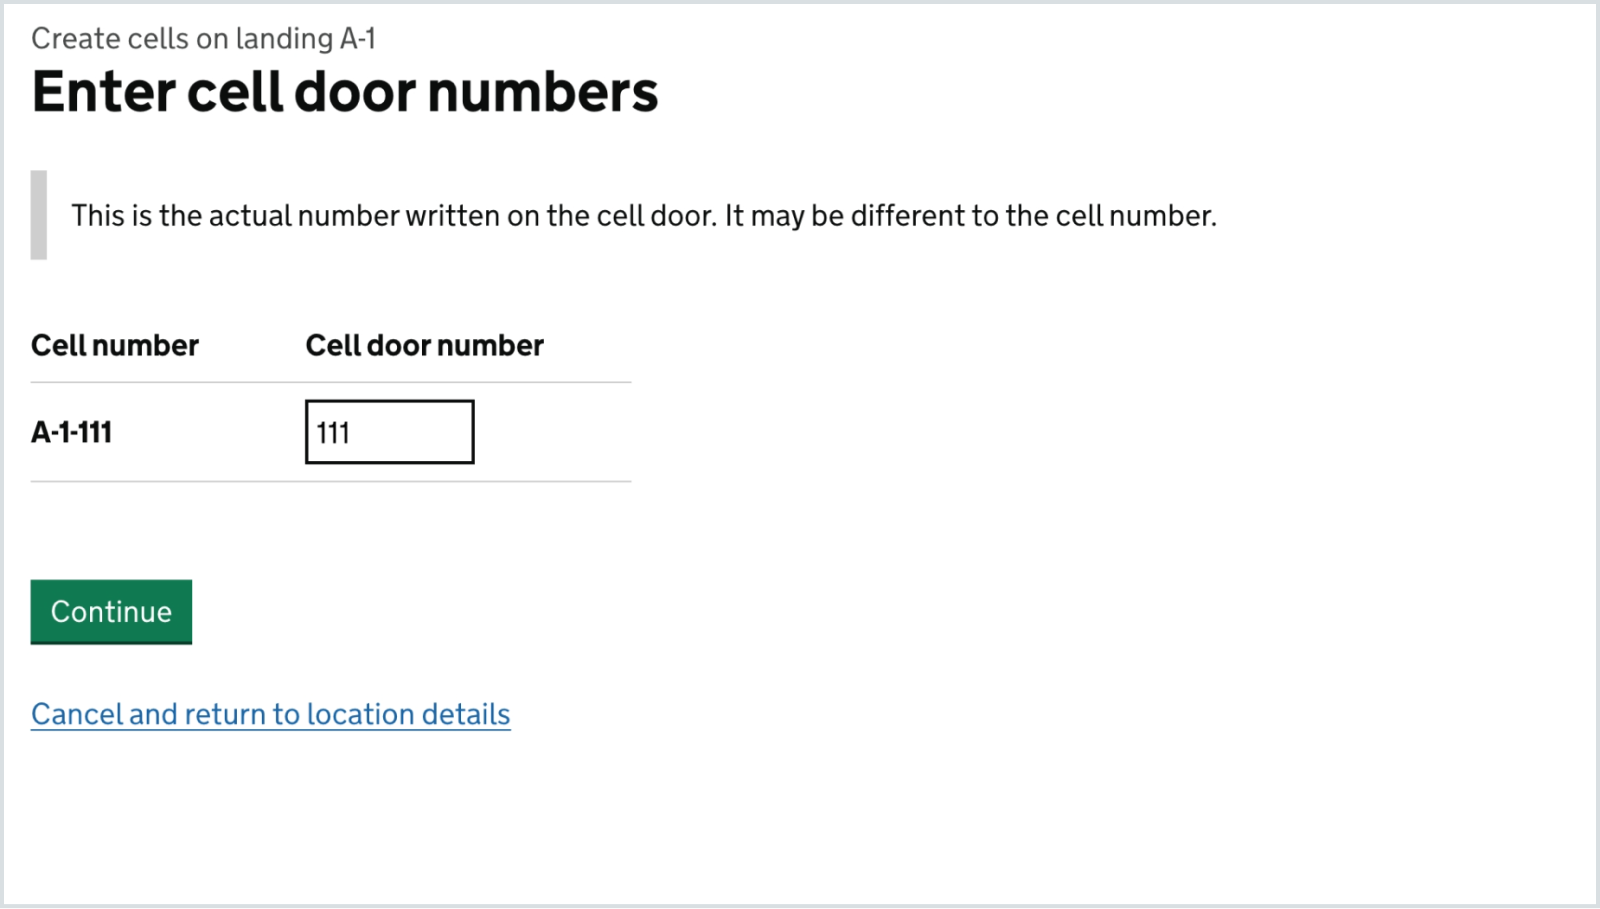 Create cells on landing A-1
Enter cell door numbers
This is the actual number written on the cell door. It may be different to the cell number.
Cell number Cell door number
A-1-111 111
Continue
Cancel and return to location details